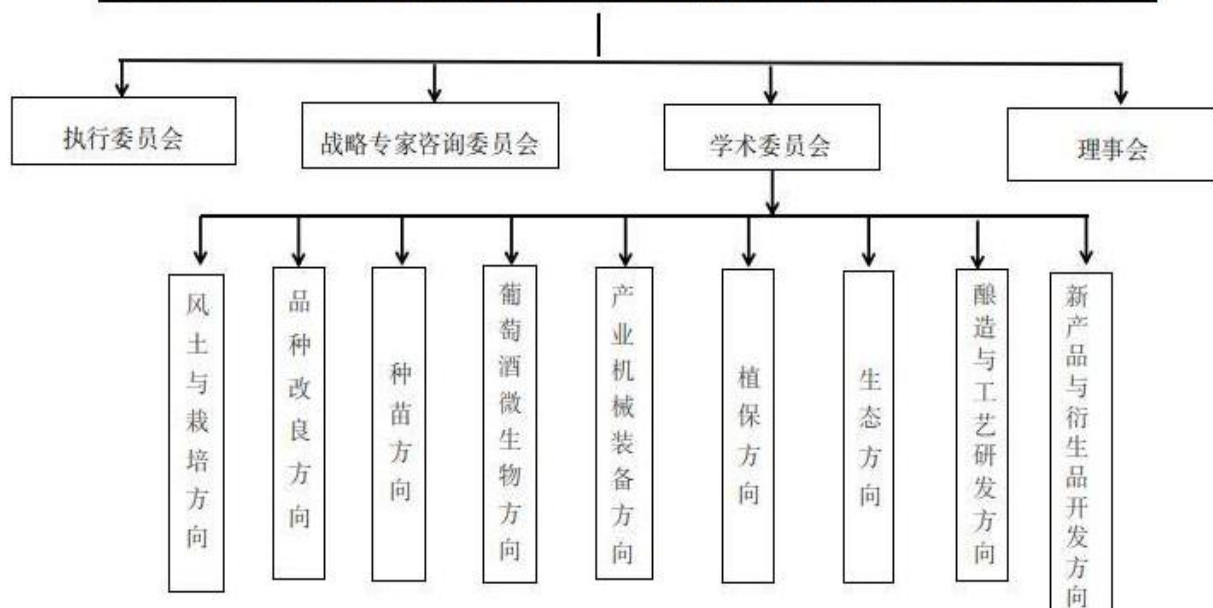 执行委员会
战略专家咨询委员会
学术委员会
理事会
风土与栽培方向
品种改良方向
种苗方向
葡萄酒微生物方向
产业机械装备方向
植保方向
生态方向
酿造与工艺研发方向
新产品与衍生品开发方向